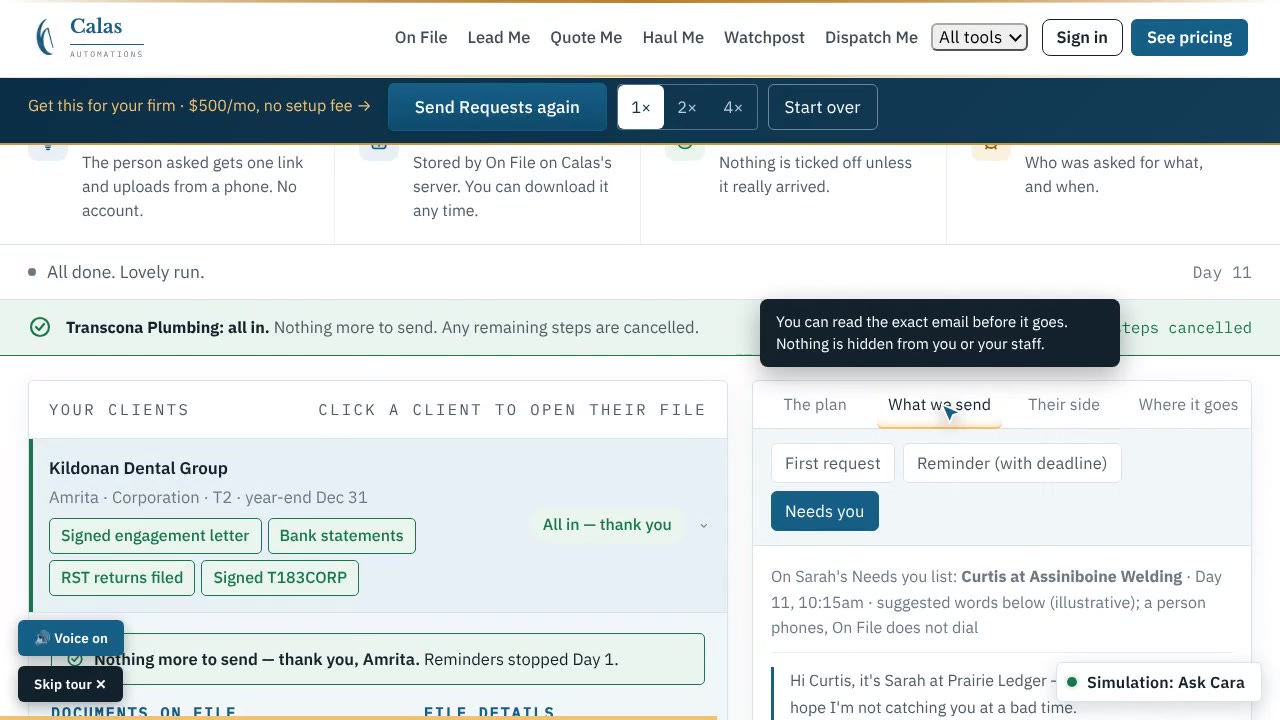 Calas
AUTOMATIONS
On File
Lead Me
Quote Me
Haul Me
Watchpost
Dispatch Me
All tools
Sign in
See pricing
Get this for your firm · $500/mo, no setup fee →
Send Requests again
1×
2×
4×
Start over
The person asked gets one link
and uploads from a phone. No
account.
Stored by On File on Calas's
server. You can download it
any time.
Nothing is ticked off unless
it really arrived.
Who was asked for what,
and when.
All done. Lovely run.
Day 11
Transcona Plumbing: all in. Nothing more to send. Any remaining steps are cancelled.
steps cancelled
You can read the exact email before it goes.
Nothing is hidden from you or your staff.
YOUR CLIENTS
CLICK A CLIENT TO OPEN THEIR FILE
Kildonan Dental Group
Amrita · Corporation · T2 · year-end Dec 31
Signed engagement letter
Bank statements
RST returns filed
Signed T183CORP
All in — thank you
Nothing more to send — thank you, Amrita. Reminders stopped Day 1.
DOCUMENTS ON FILE
FILE DETAILS
The plan
What we send
Their side
Where it goes
First request
Reminder (with deadline)
Needs you
On Sarah's Needs you list: Curtis at Assiniboine Welding · Day
11, 10:15am · suggested words below (illustrative); a person
phones, On File does not dial
Hi Curtis, it's Sarah at Prairie Ledger –
hope I'm not catching you at a bad time.
🔊 Voice on
Skip tour ✕
Simulation: Ask Cara